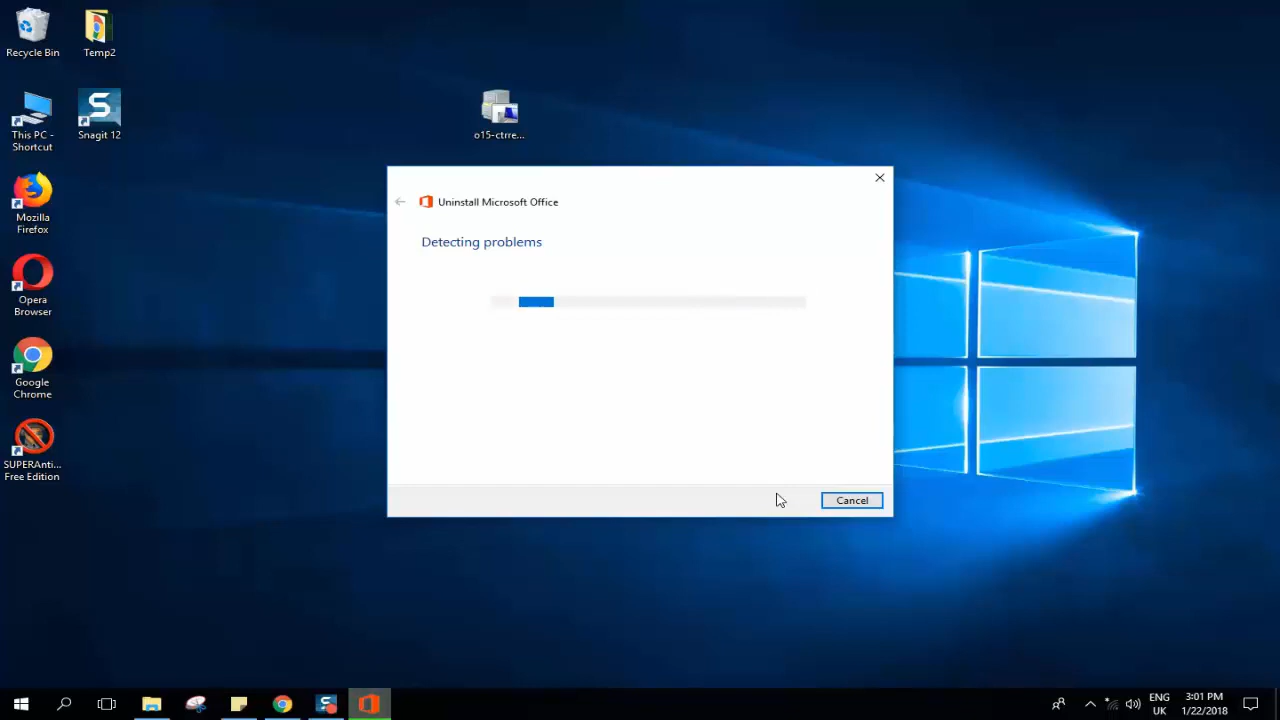 Recycle Bin
Temp2
This PC -
Shortcut
S
Snagit 12
Mozilla
Firefox
Opera
Browser
Google
Chrome
SUPERAnti...
Free Edition
o15-ctrre...
Uninstall Microsoft Office
Detecting problems
Cancel
S
ENG
UK
3:01 PM
1/22/2018